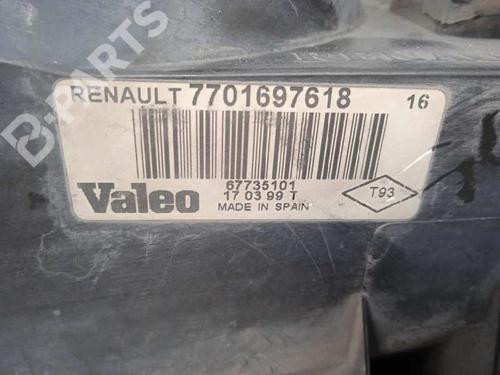 B-PARTS
RENAULT 7701697618 16
67735101
Valeo 17 03 99 T
MADE IN SPAIN
T93